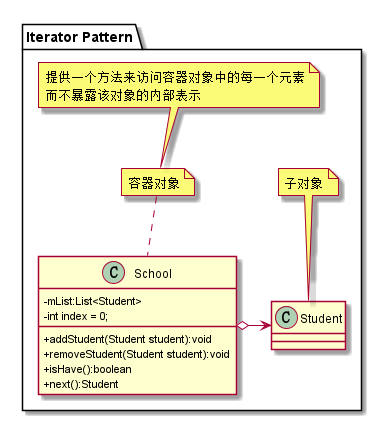 Iterator Pattern
提供一个方法来访问容器对象中的每一个元素
而不暴露该对象的内部表示
容器对象
子对象
C School
-mList:List<Student>
-int index = 0;
+addStudent(Student student):void
+removeStudent(Student student):void
+isHave():boolean
+next():Student
C Student